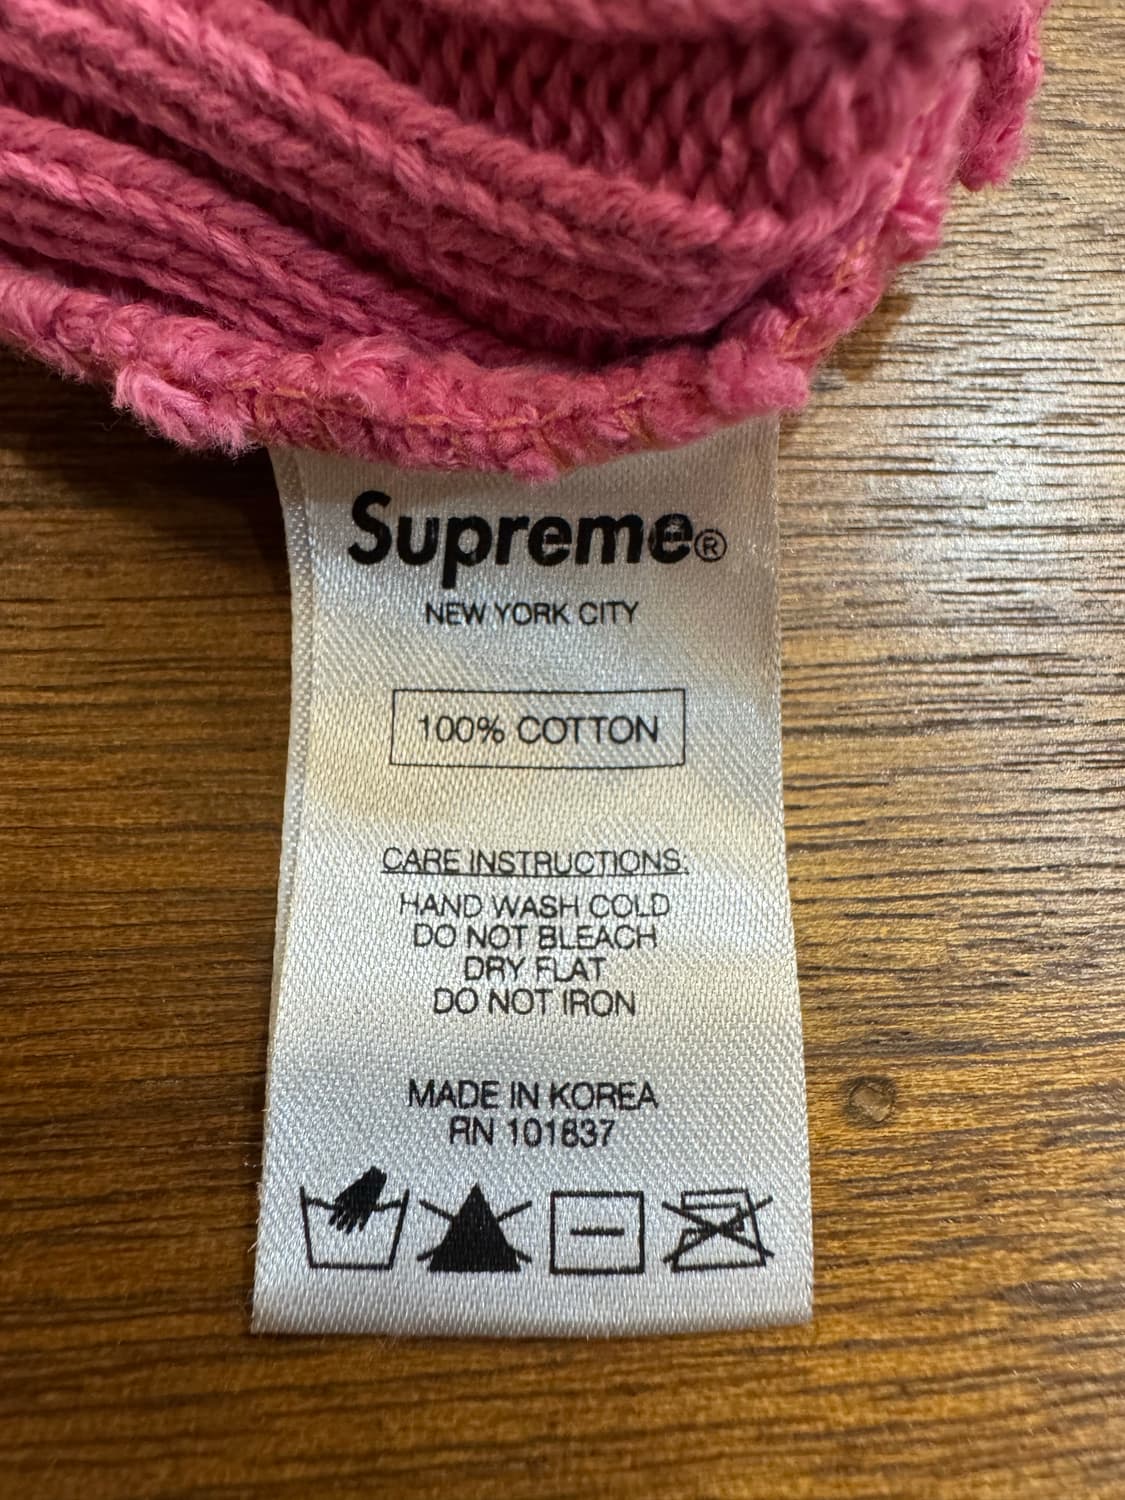 Supreme®
NEW YORK CITY
100% COTTON
CARE INSTRUCTIONS:
HAND WASH COLD
DO NOT BLEACH
DRY FLAT
DO NOT IRON
MADE IN KOREA
RN 101837